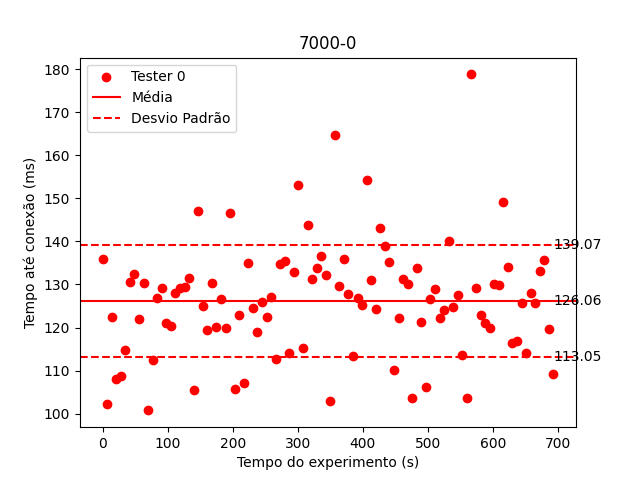 7000-0
Tester 0
Média
Desvio Padrão
Tempo até conexão (ms)
180
170
160
150
140
130
120
110
100
139.07
126.06
113.05
0 100 200 300 400 500 600 700
Tempo do experimento (s)